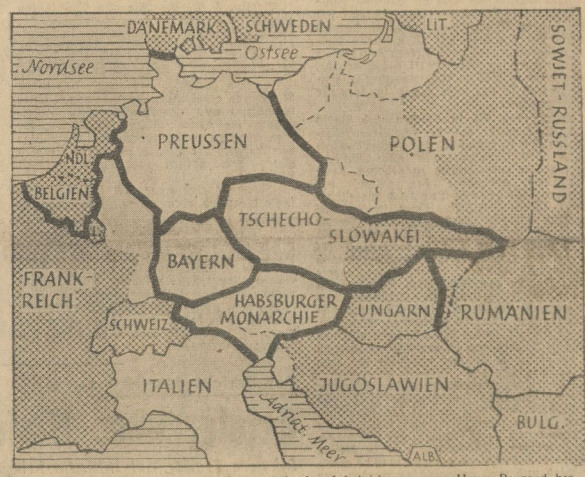 DÄNEMARK
SCHWEDEN
LIT.
Nordsee
Ostsee
SOWJET-RUSSLAND
PREUSSEN
POLEN
NDL.
BELGIEN
L.
TSCHECHO-
SLOWAKEI
BAYERN
FRANK-
REICH
HABSBURGER
MONARCHIE
UNGARN
RUMÄNIEN
SCHWEIZ
ITALIEN
JUGOSLAWIEN
Adriat. Meer
BULG.
ALB.